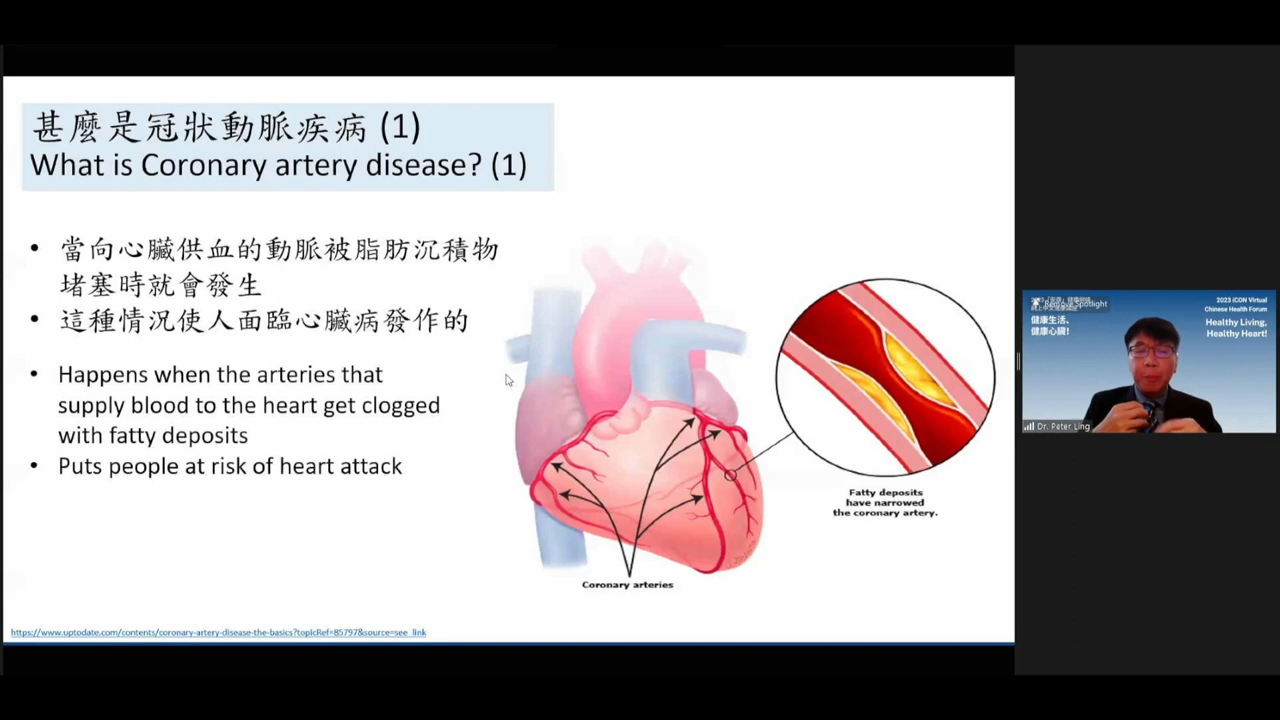 甚麼是冠狀動脈疾病 (1)
What is Coronary artery disease? (1)
• 當向心臟供血的動脈被脂肪沉積物
堵塞時就會發生
• 這種情況使人面臨心臟病發作的
• Happens when the arteries that
supply blood to the heart get clogged
with fatty deposits
• Puts people at risk of heart attack
Fatty deposits
have narrowed
the coronary artery.
Coronary arteries
https://www.uptodate.com/contents/coronary-artery-disease-the-basics?topicRef=85797&source=see_link
Remove Spotlight
健康生活、
健康心臟!
2023 iCON Virtual
Chinese Health Forum
Healthy Living,
Healthy Heart!
Dr. Peter Ling